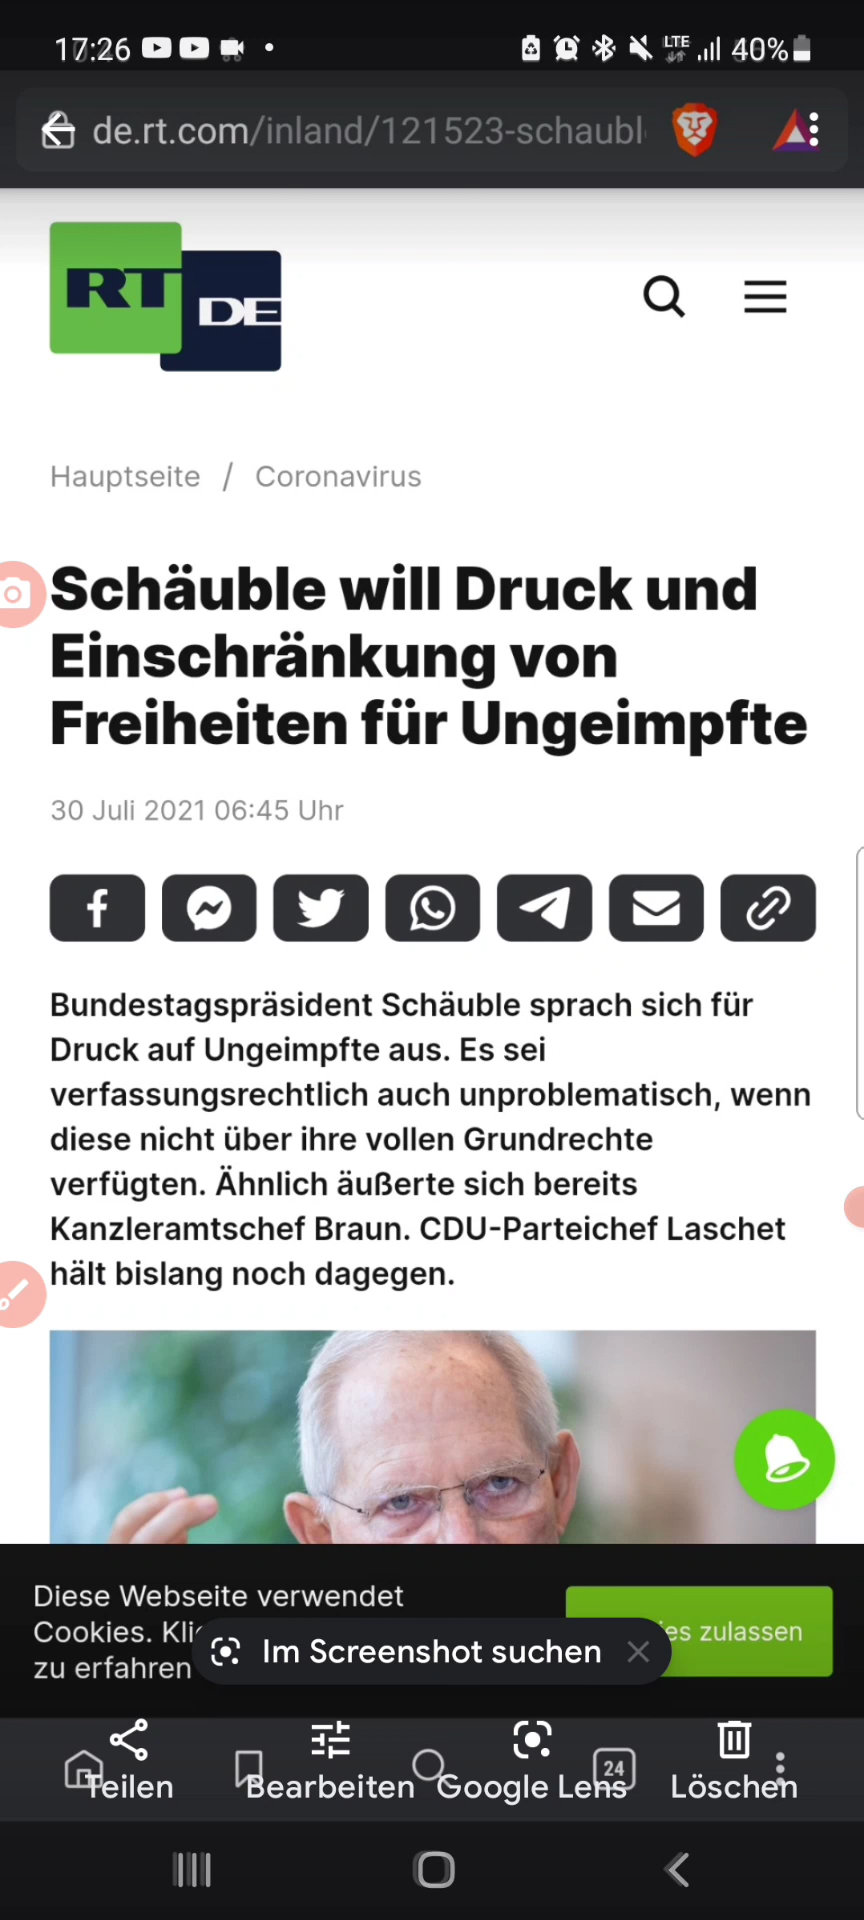 17:26 LTE 40%
de.rt.com/inland/121523-schaubl
RT
DE
Hauptseite / Coronavirus
Schäuble will Druck und
Einschränkung von
Freiheiten für Ungeimpfte
30 Juli 2021 06:45 Uhr
Bundestagspräsident Schäuble sprach sich für
Druck auf Ungeimpfte aus. Es sei
verfassungsrechtlich auch unproblematisch, wenn
diese nicht über ihre vollen Grundrechte
verfügten. Ähnlich äußerte sich bereits
Kanzleramtschef Braun. CDU-Parteichef Laschet
hält bislang noch dagegen.
Diese Webseite verwendet
Cookies.
zu erfahren
zulassen
Im Screenshot suchen
24
Teilen Bearbeiten Google Lens Löschen